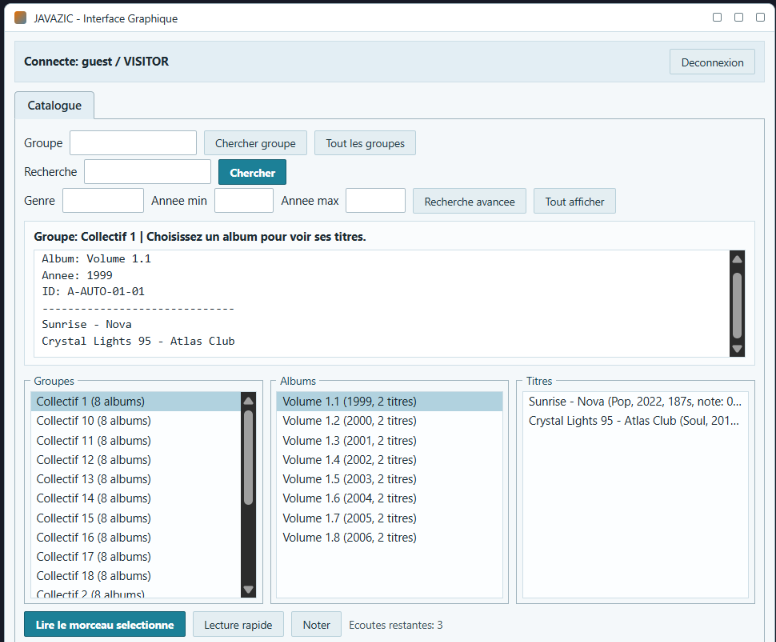 JAVAZIC - Interface Graphique
Connecte: guest / VISITOR
Deconnexion
Catalogue
Groupe Chercher groupe Tout les groupes
Recherche Chercher
Genre Annee min Annee max Recherche avancee Tout afficher
Groupe: Collectif 1 | Choisissez un album pour voir ses titres.
Album: Volume 1.1
Annee: 1999
ID: A-AUTO-01-01
------------------------------
Sunrise - Nova
Crystal Lights 95 - Atlas Club
Groupes
Collectif 1 (8 albums)
Collectif 10 (8 albums)
Collectif 11 (8 albums)
Collectif 12 (8 albums)
Collectif 13 (8 albums)
Collectif 14 (8 albums)
Collectif 15 (8 albums)
Collectif 16 (8 albums)
Collectif 17 (8 albums)
Collectif 18 (8 albums)
Collectif 2 (8 albums)
Albums
Volume 1.1 (1999, 2 titres)
Volume 1.2 (2000, 2 titres)
Volume 1.3 (2001, 2 titres)
Volume 1.4 (2002, 2 titres)
Volume 1.5 (2003, 2 titres)
Volume 1.6 (2004, 2 titres)
Volume 1.7 (2005, 2 titres)
Volume 1.8 (2006, 2 titres)
Titres
Sunrise - Nova (Pop, 2022, 187s, note: 0...
Crystal Lights 95 - Atlas Club (Soul, 201...
Lire le morceau selectionne Lecture rapide Noter Ecoutes restantes: 3